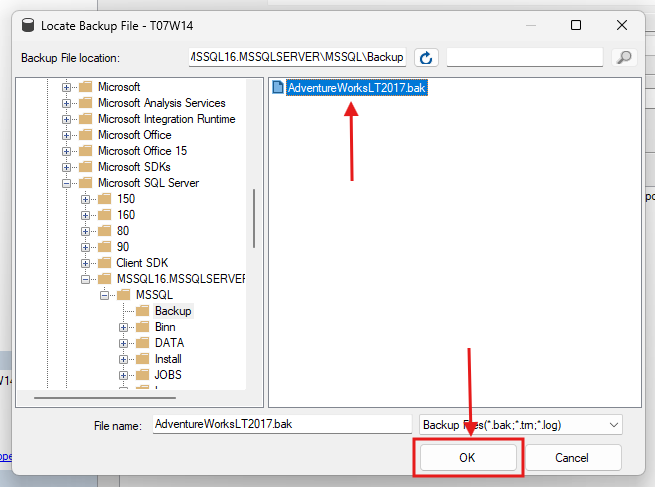 Locate Backup File - T07W14
Backup File location:
MSSQL16.MSSQLSERVER\MSSQL\Backup
Microsoft
Microsoft Analysis Services
Microsoft Integration Runtime
Microsoft Office
Microsoft Office 15
Microsoft SDKs
Microsoft SQL Server
150
160
80
90
Client SDK
MSSQL16.MSSQLSERVER
MSSQL
Backup
Binn
DATA
Install
JOBS
AdventureWorksLT2017.bak
File name:
AdventureWorksLT2017.bak
Backup Files(*.bak;*.trn;*.log)
OK
Cancel